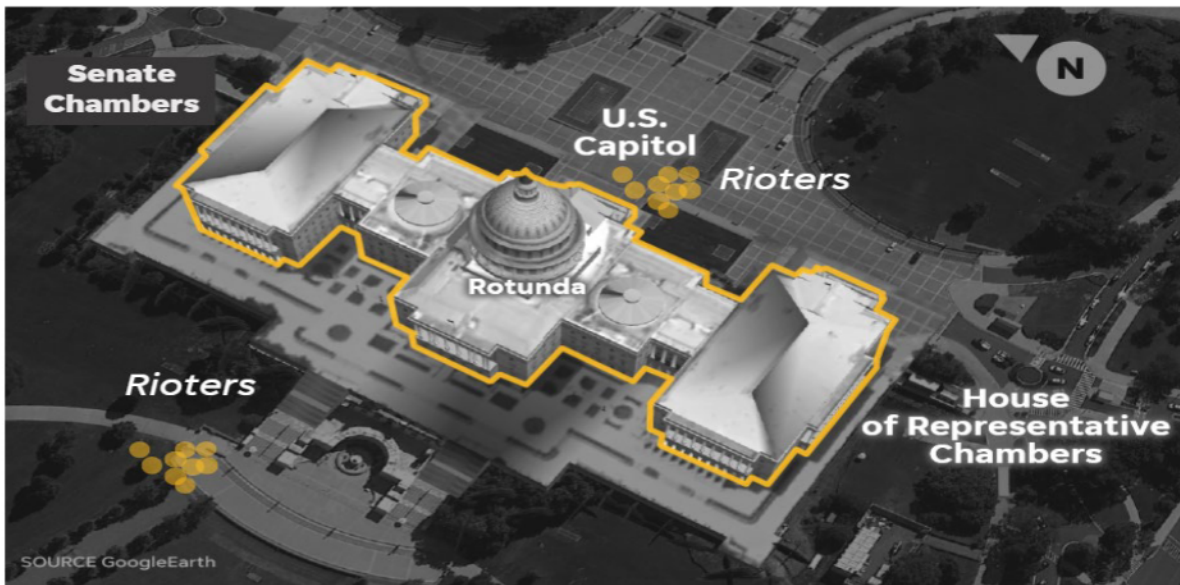 Senate
Chambers
N
U.S.
Capitol
Rioters
Rotunda
Rioters
House
of Representative
Chambers
SOURCE GoogleEarth